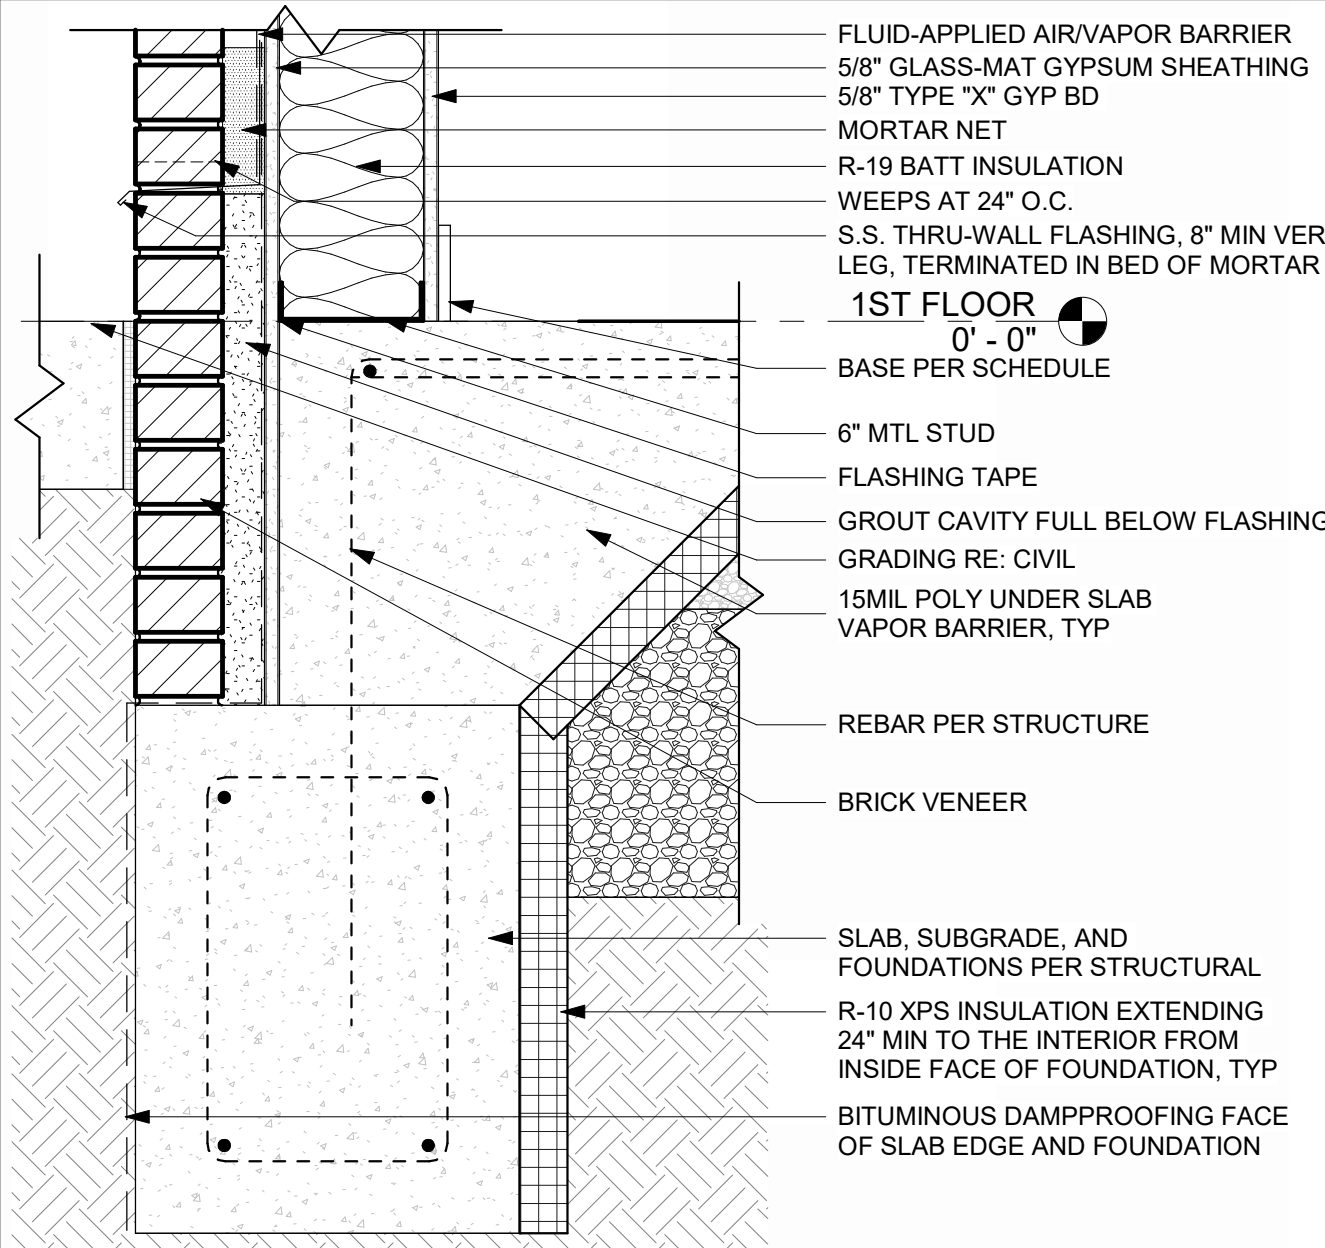 FLUID-APPLIED AIR/VAPOR BARRIER
5/8" GLASS-MAT GYPSUM SHEATHING
5/8" TYPE "X" GYP BD
MORTAR NET
R-19 BATT INSULATION
WEEPS AT 24" O.C.
S.S. THRU-WALL FLASHING, 8" MIN VER
LEG, TERMINATED IN BED OF MORTAR
1ST FLOOR
0' - 0"
BASE PER SCHEDULE
6" MTL STUD
FLASHING TAPE
GROUT CAVITY FULL BELOW FLASHING
GRADING RE: CIVIL
15MIL POLY UNDER SLAB
VAPOR BARRIER, TYP
REBAR PER STRUCTURE
BRICK VENEER
SLAB, SUBGRADE, AND
FOUNDATIONS PER STRUCTURAL
R-10 XPS INSULATION EXTENDING
24" MIN TO THE INTERIOR FROM
INSIDE FACE OF FOUNDATION, TYP
BITUMINOUS DAMPPROOFING FACE
OF SLAB EDGE AND FOUNDATION